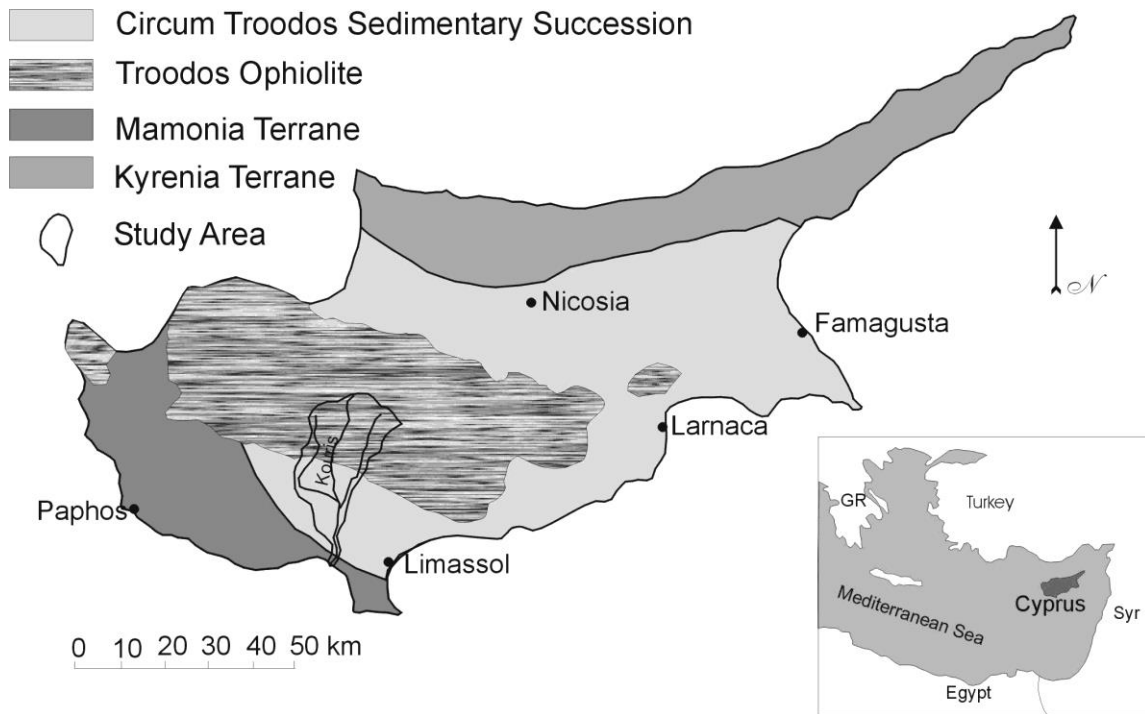 Circum Troodos Sedimentary Succession
Troodos Ophiolite
Mamonia Terrane
Kyrenia Terrane
Study Area
N
Nicosia
Famagusta
Larnaca
Kouris
Paphos
Limassol
0 13 20 30 40 50 km
GR
Turkey
Cyprus
Syr
Mediterranean Sea
Egypt